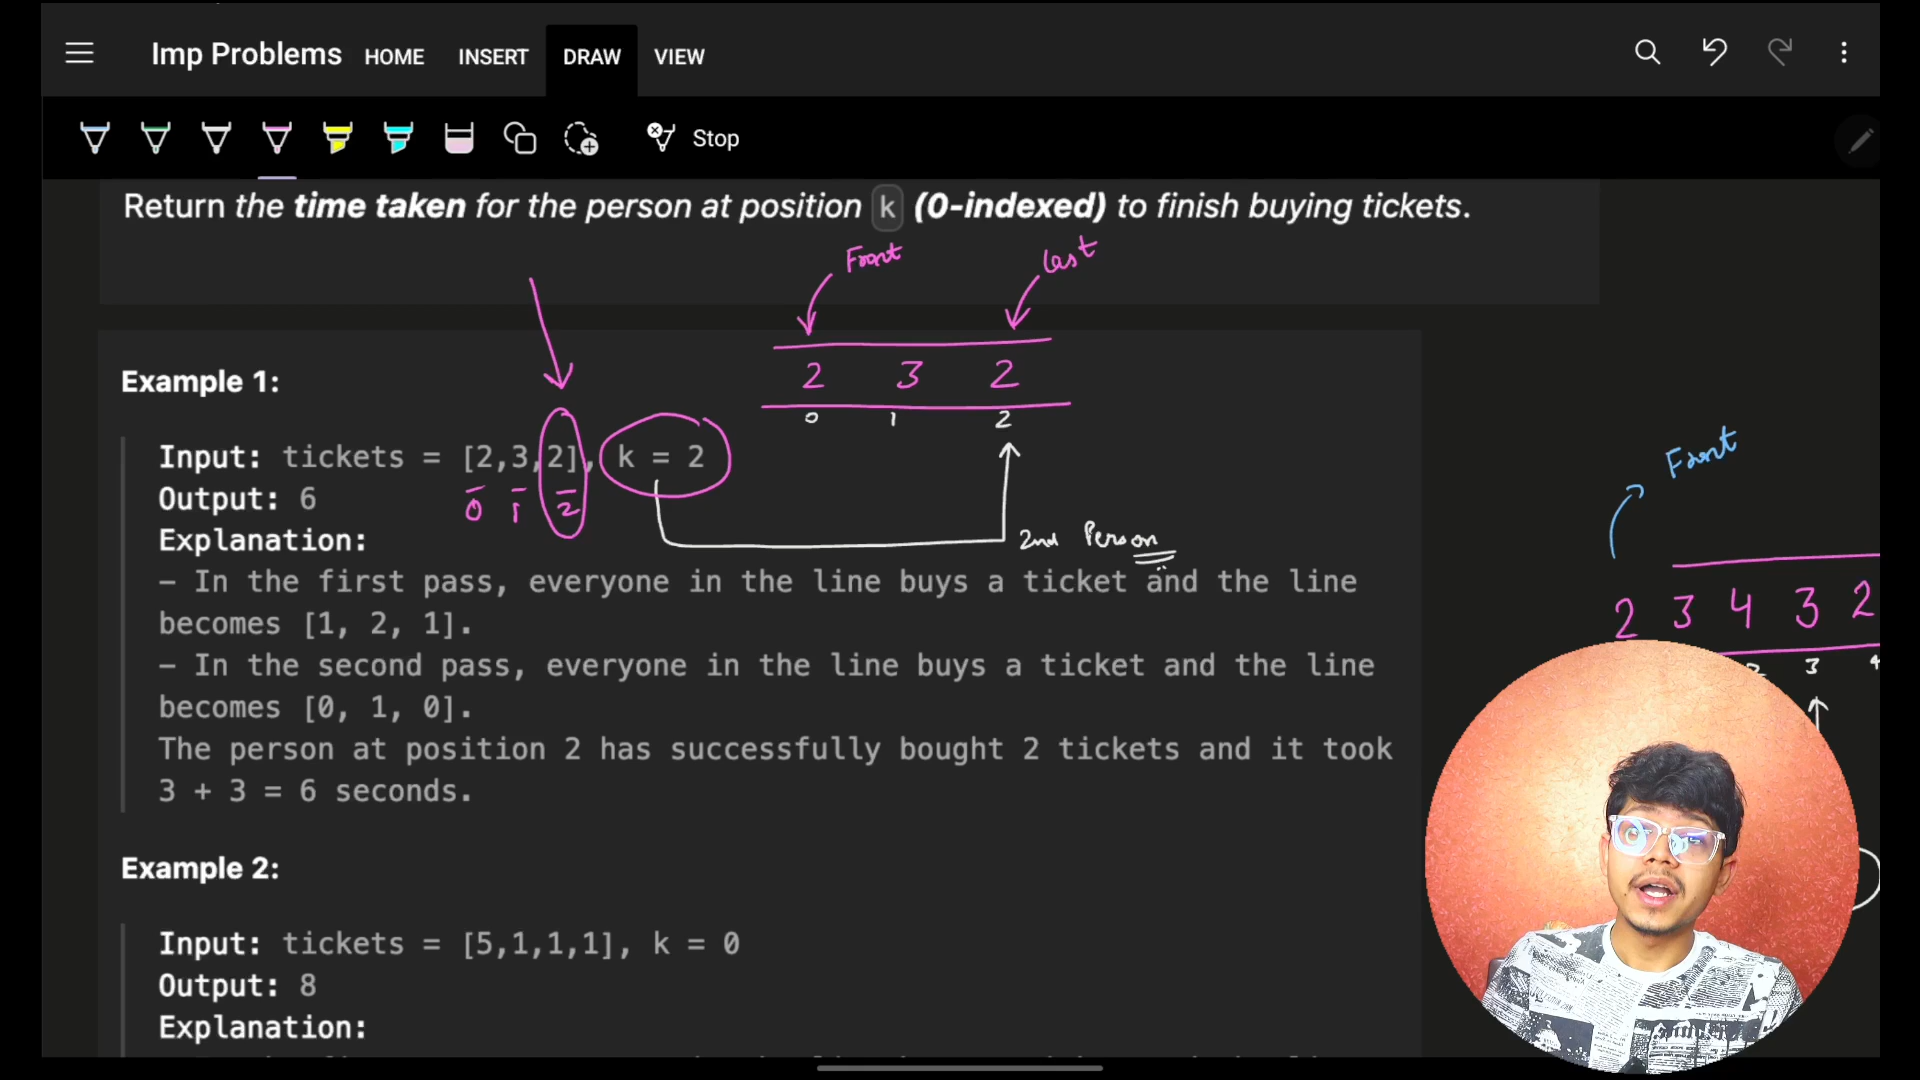 Imp Problems HOME INSERT DRAW VIEW
Stop
Return the time taken for the person at position k (0-indexed) to finish buying tickets.
Front last
2 3 2
0 1 2
Example 1:
Input: tickets = [2,3,2], k = 2
Output: 6
0 1 2
2nd Person
Explanation:
– In the first pass, everyone in the line buys a ticket and the line
becomes [1, 2, 1].
– In the second pass, everyone in the line buys a ticket and the line
becomes [0, 1, 0].
The person at position 2 has successfully bought 2 tickets and it took
3 + 3 = 6 seconds.
Front
2 3 4 3 2
2 3 4
Example 2:
Input: tickets = [5,1,1,1], k = 0
Output: 8
Explanation: